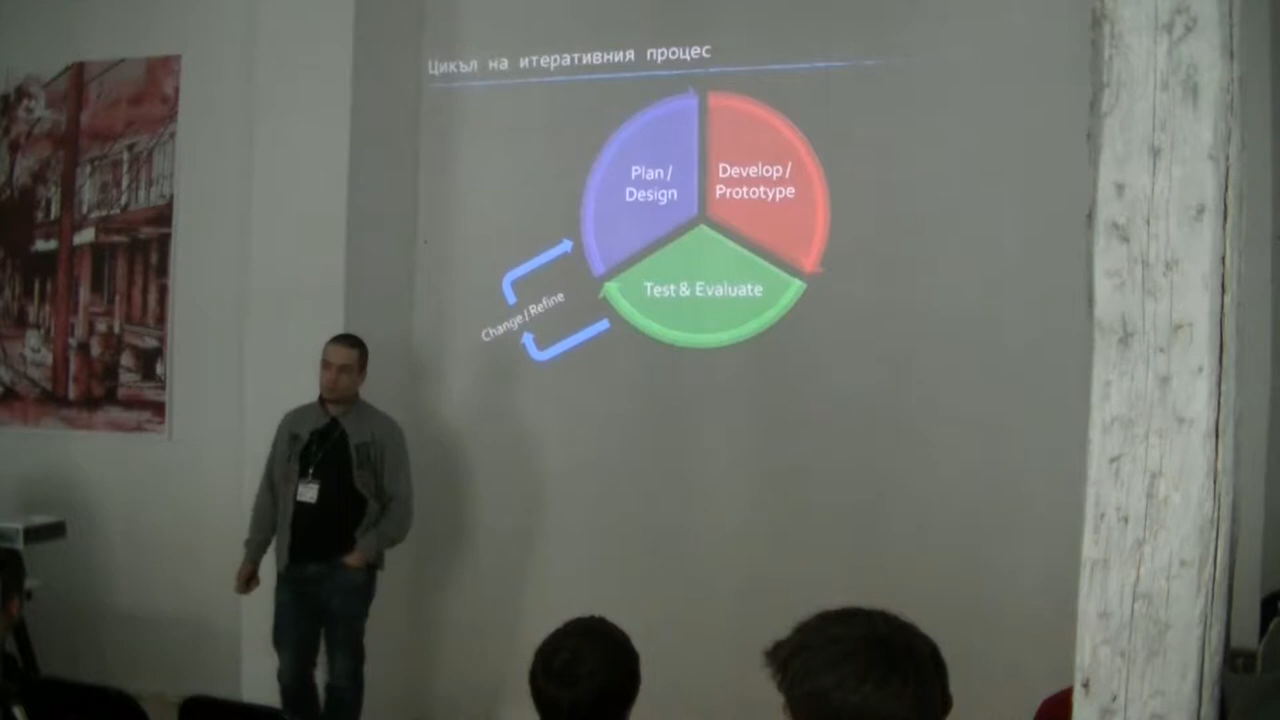 Цикъл на итеративния процес
Plan /
Design
Develop /
Prototype
Test & Evaluate
Change / Refine